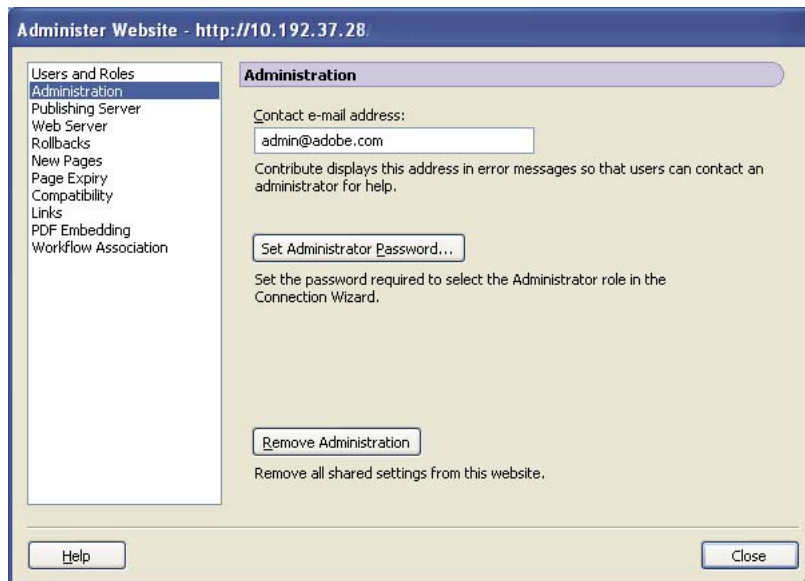 Administer Website - http://10.192.37.28/
Users and Roles
Administration
Publishing Server
Web Server
Rollbacks
New Pages
Page Expiry
Compatibility
Links
PDF Embedding
Workflow Association
Administration
Contact e-mail address:
admin@adobe.com
Contribute displays this address in error messages so that users can contact an
administrator for help.
Set Administrator Password...
Set the password required to select the Administrator role in the
Connection Wizard.
Remove Administration
Remove all shared settings from this website.
Help
Close